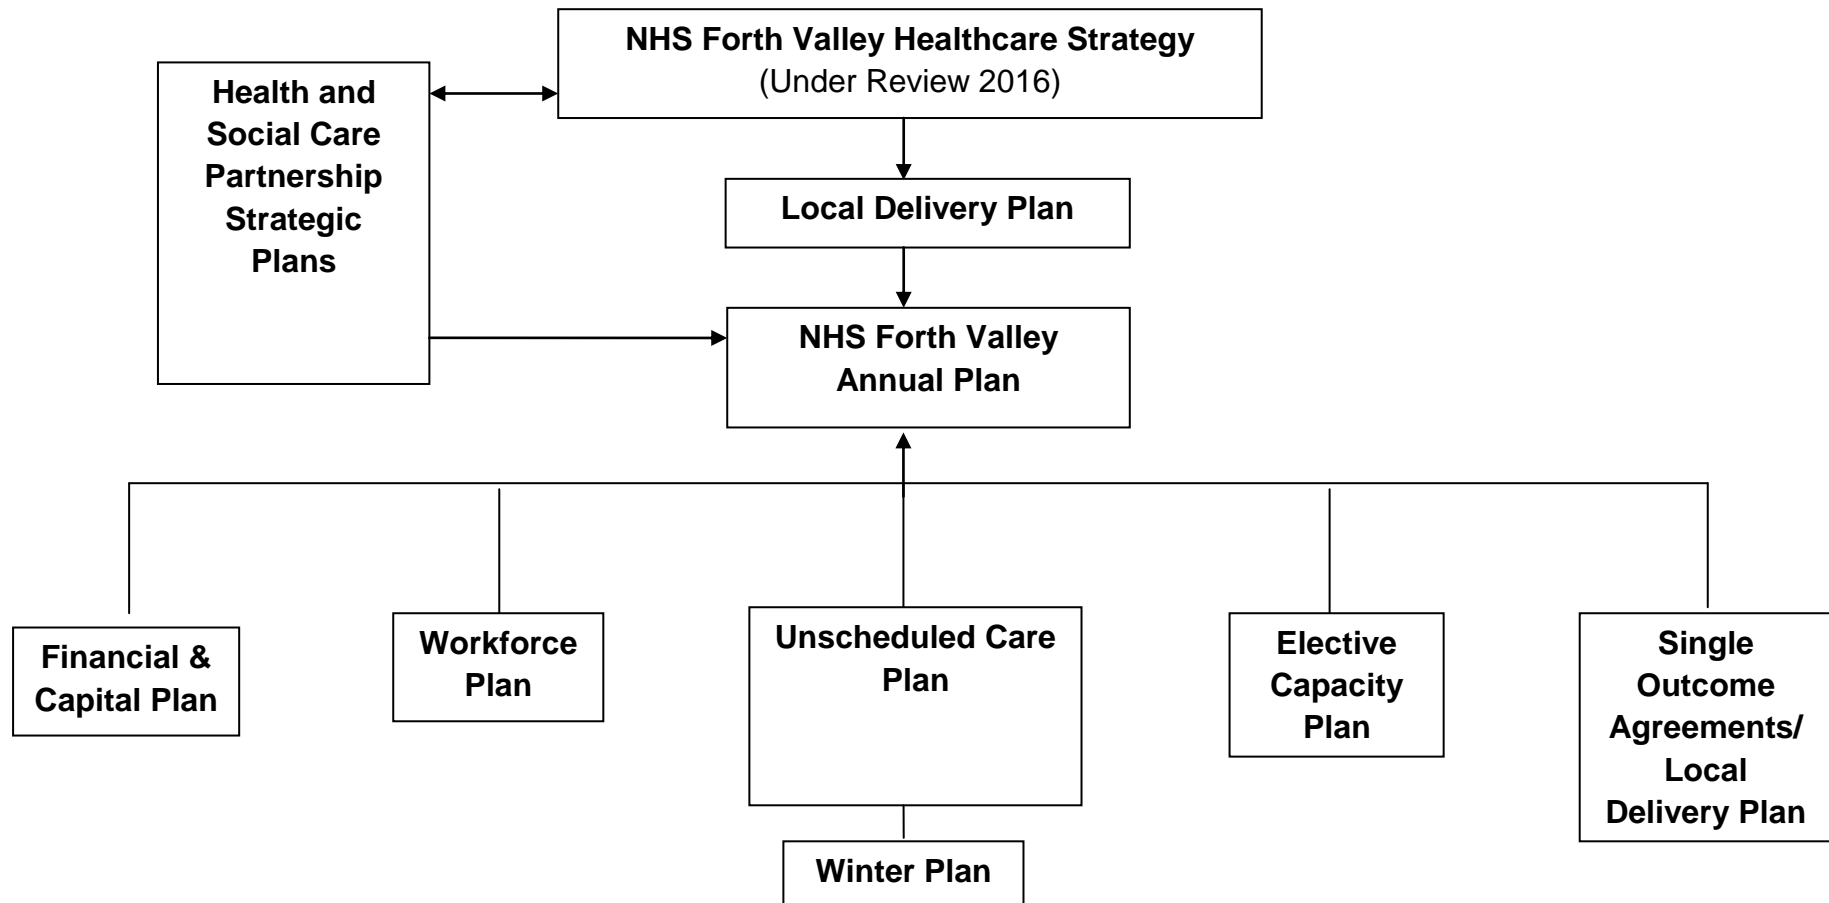 NHS Forth Valley Healthcare Strategy
(Under Review 2016)
Health and
Social Care
Partnership
Strategic
Plans
Local Delivery Plan
NHS Forth Valley
Annual Plan
Financial &
Capital Plan
Workforce
Plan
Unscheduled Care
Plan
Elective
Capacity
Plan
Single
Outcome
Agreements/
Local
Delivery Plan
Winter Plan